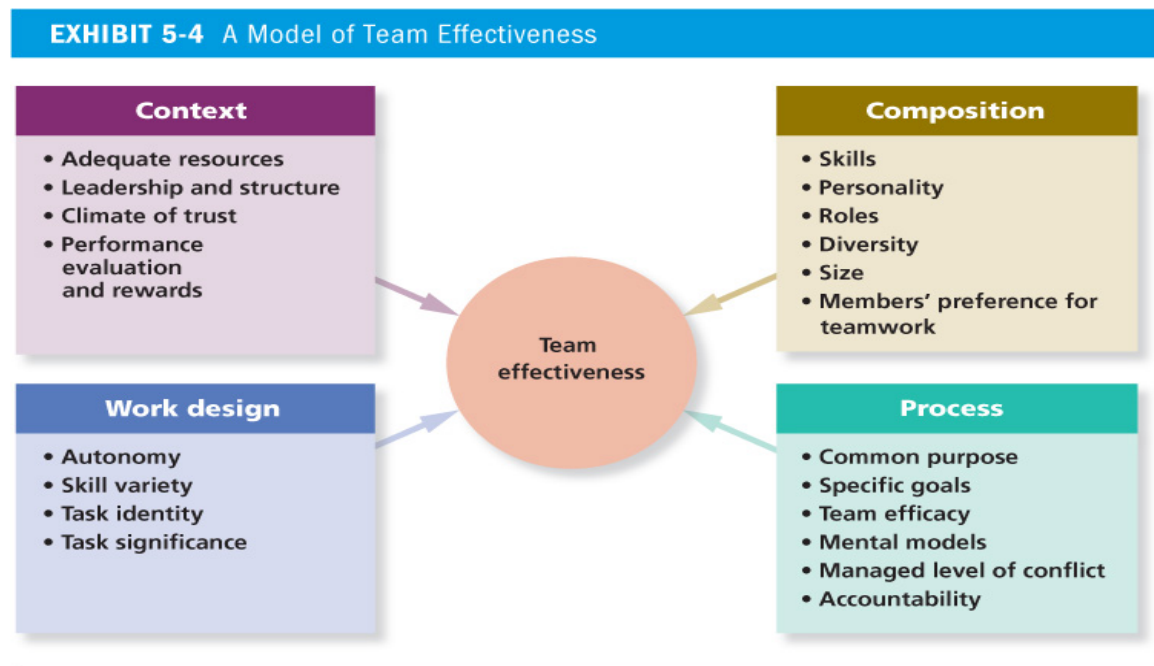 EXHIBIT 5-4 A Model of Team Effectiveness
Context
• Adequate resources
• Leadership and structure
• Climate of trust
• Performance
evaluation
and rewards
Composition
• Skills
• Personality
• Roles
• Diversity
• Size
• Members’ preference for
teamwork
Team
effectiveness
Work design
• Autonomy
• Skill variety
• Task identity
• Task significance
Process
• Common purpose
• Specific goals
• Team efficacy
• Mental models
• Managed level of conflict
• Accountability